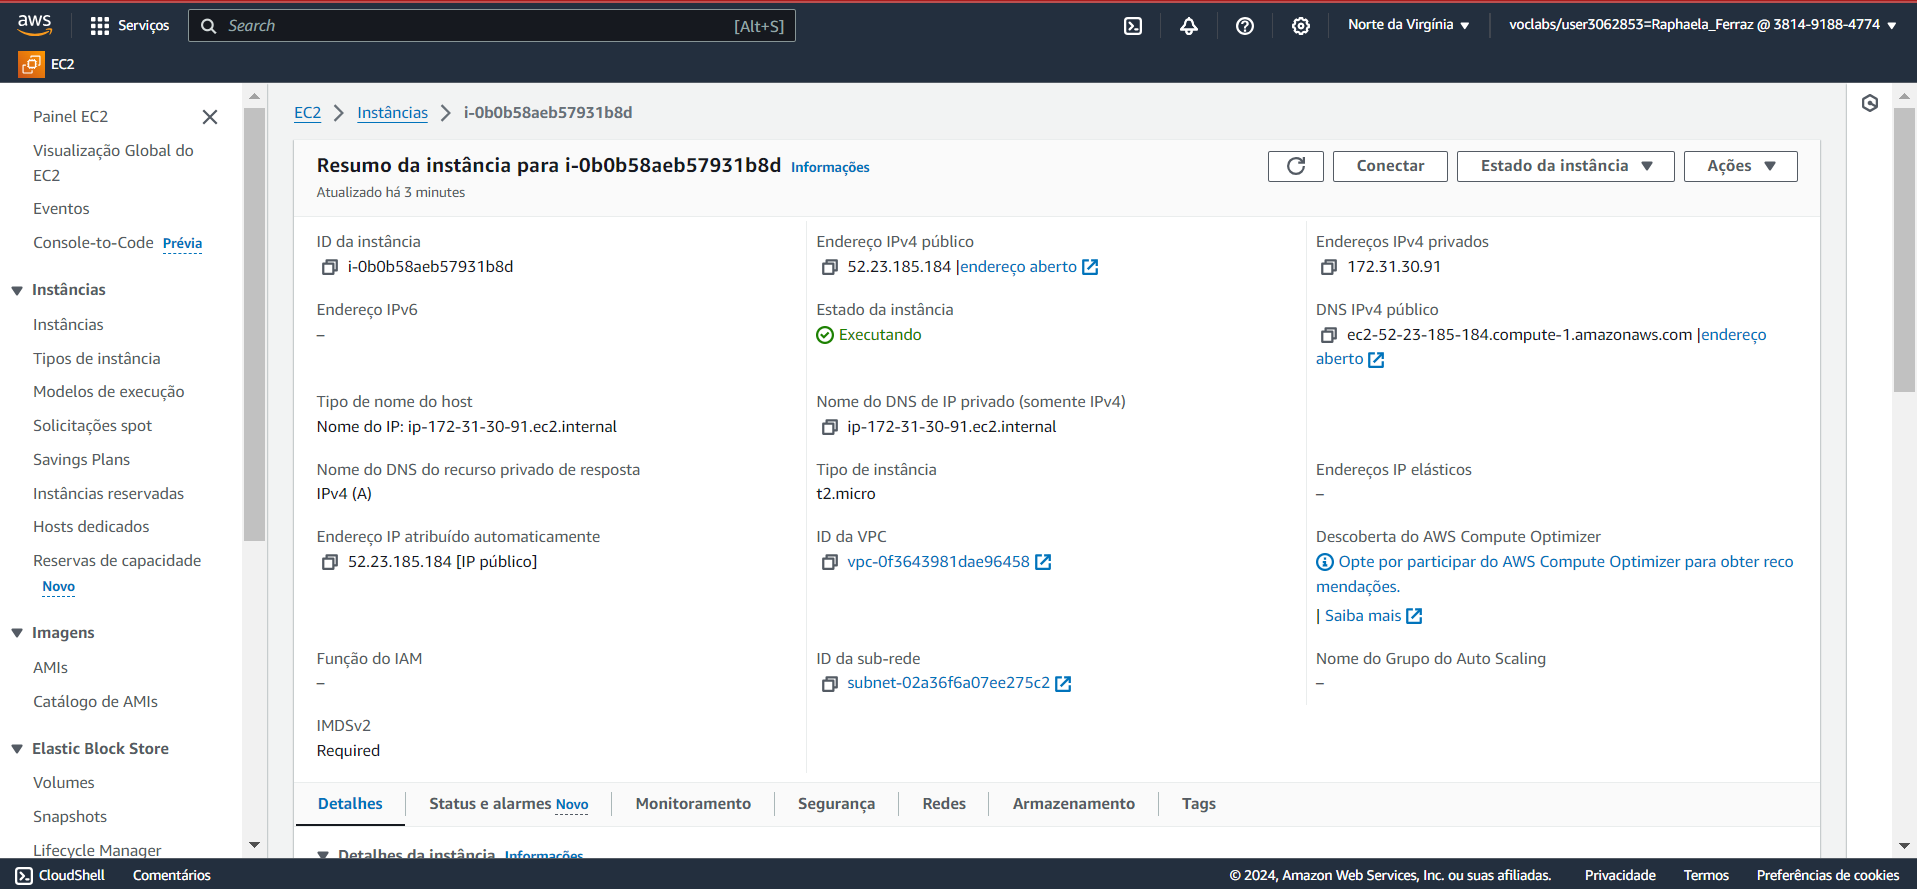 aws
Serviços
Search
[Alt+S]
Norte da Virgínia
voclabs/user3062853=Raphaela_Ferraz @ 3814-9188-4774
EC2
Painel EC2
Visualização Global do
EC2
Eventos
Console-to-Code Prévia
Instâncias
Instâncias
Tipos de instância
Modelos de execução
Solicitações spot
Savings Plans
Instâncias reservadas
Hosts dedicados
Reservas de capacidade
Novo
Imagens
AMIs
Catálogo de AMIs
Elastic Block Store
Volumes
Snapshots
Lifecycle Manager
EC2 > Instâncias > i-0b0b58aeb57931b8d
Resumo da instância para i-0b0b58aeb57931b8d Informações
Atualizado há 3 minutes
Conectar
Estado da instância
Ações
ID da instância
i-0b0b58aeb57931b8d
Endereço IPv4 público
52.23.185.184 |endereço aberto
Endereços IPv4 privados
172.31.30.91
Endereço IPv6
–
Estado da instância
Executando
DNS IPv4 público
ec2-52-23-185-184.compute-1.amazonaws.com |endereço
aberto
Tipo de nome do host
Nome do IP: ip-172-31-30-91.ec2.internal
Nome do DNS de IP privado (somente IPv4)
ip-172-31-30-91.ec2.internal
Nome do DNS do recurso privado de resposta
IPv4 (A)
Tipo de instância
t2.micro
Endereços IP elásticos
–
Endereço IP atribuído automaticamente
52.23.185.184 [IP público]
ID da VPC
vpc-0f3643981dae96458
Descoberta do AWS Compute Optimizer
Opte por participar do AWS Compute Optimizer para obter reco
mendações.
| Saiba mais
Função do IAM
–
ID da sub-rede
subnet-02a36f6a07ee275c2
Nome do Grupo do Auto Scaling
–
IMDSv2
Required
Detalhes
Status e alarmes Novo
Monitoramento
Segurança
Redes
Armazenamento
Tags
Detalhes da instância Informações
CloudShell
Comentários
© 2024, Amazon Web Services, Inc. ou suas afiliadas.
Privacidade
Termos
Preferências de cookies